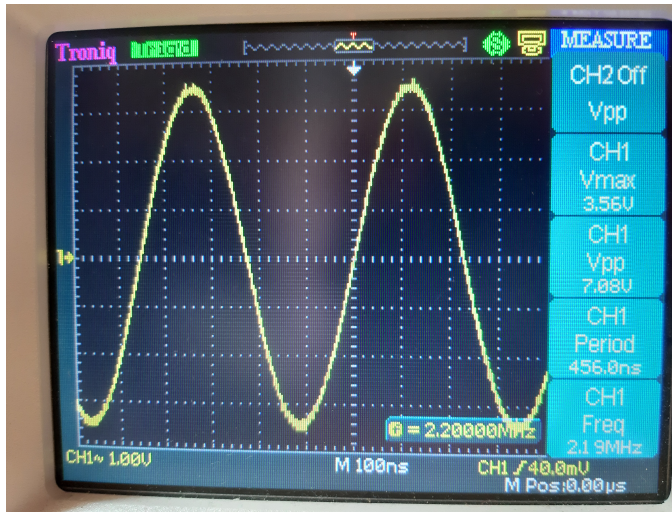 Troniq
T
S
MEASURE
CH2 Off
Vpp
CH1
Vmax
3.56V
CH1
Vpp
7.08V
CH1
Period
456.0ns
CH1
Freq
2.19MHz
1
G = 2.20000MHz
CH1~ 1.00V
M 100ns
CH1 40.0mV
M Pos:0.00µs